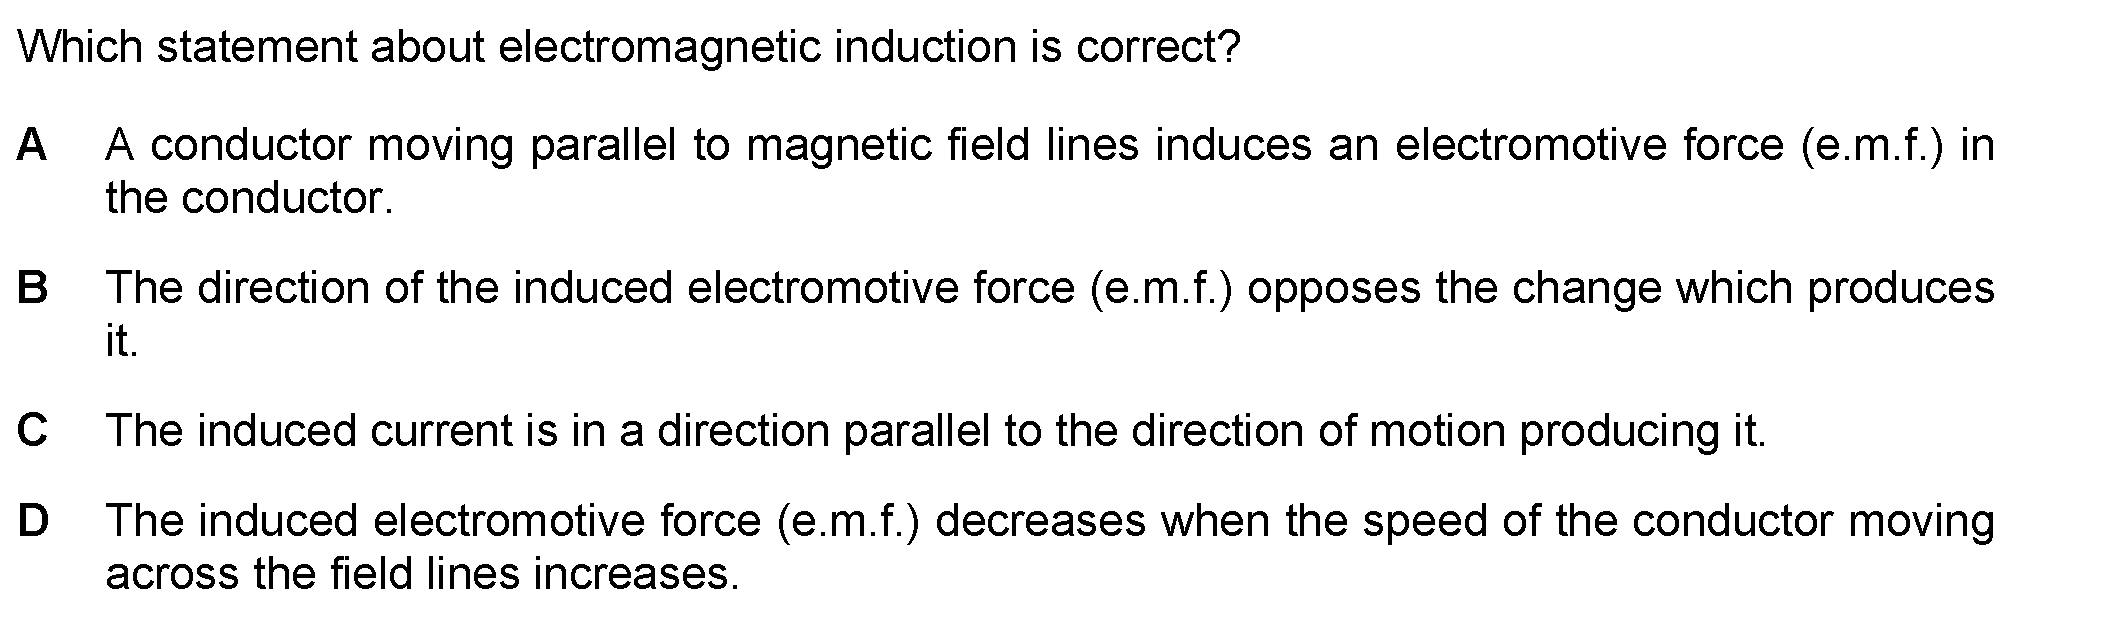 Which statement about electromagnetic induction is correct?
A A conductor moving parallel to magnetic field lines induces an electromotive force (e.m.f.) in
the conductor.
B The direction of the induced electromotive force (e.m.f.) opposes the change which produces
it.
C The induced current is in a direction parallel to the direction of motion producing it.
D The induced electromotive force (e.m.f.) decreases when the speed of the conductor moving
across the field lines increases.